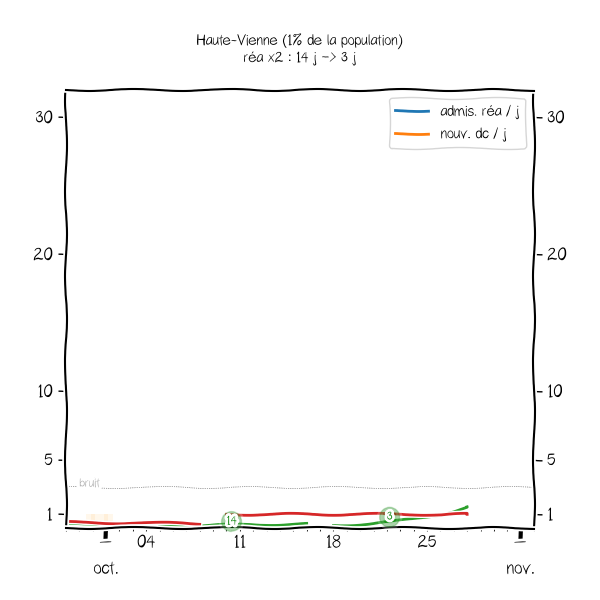 Haute-Vienne (1% de la population)
réa x2 : 14 j -> 3 j
admis. réa / j
nouv. dc / j
30
30
20
20
10
10
5
5
bruit
1
1
14
3
04
11
18
25
oct.
nov.